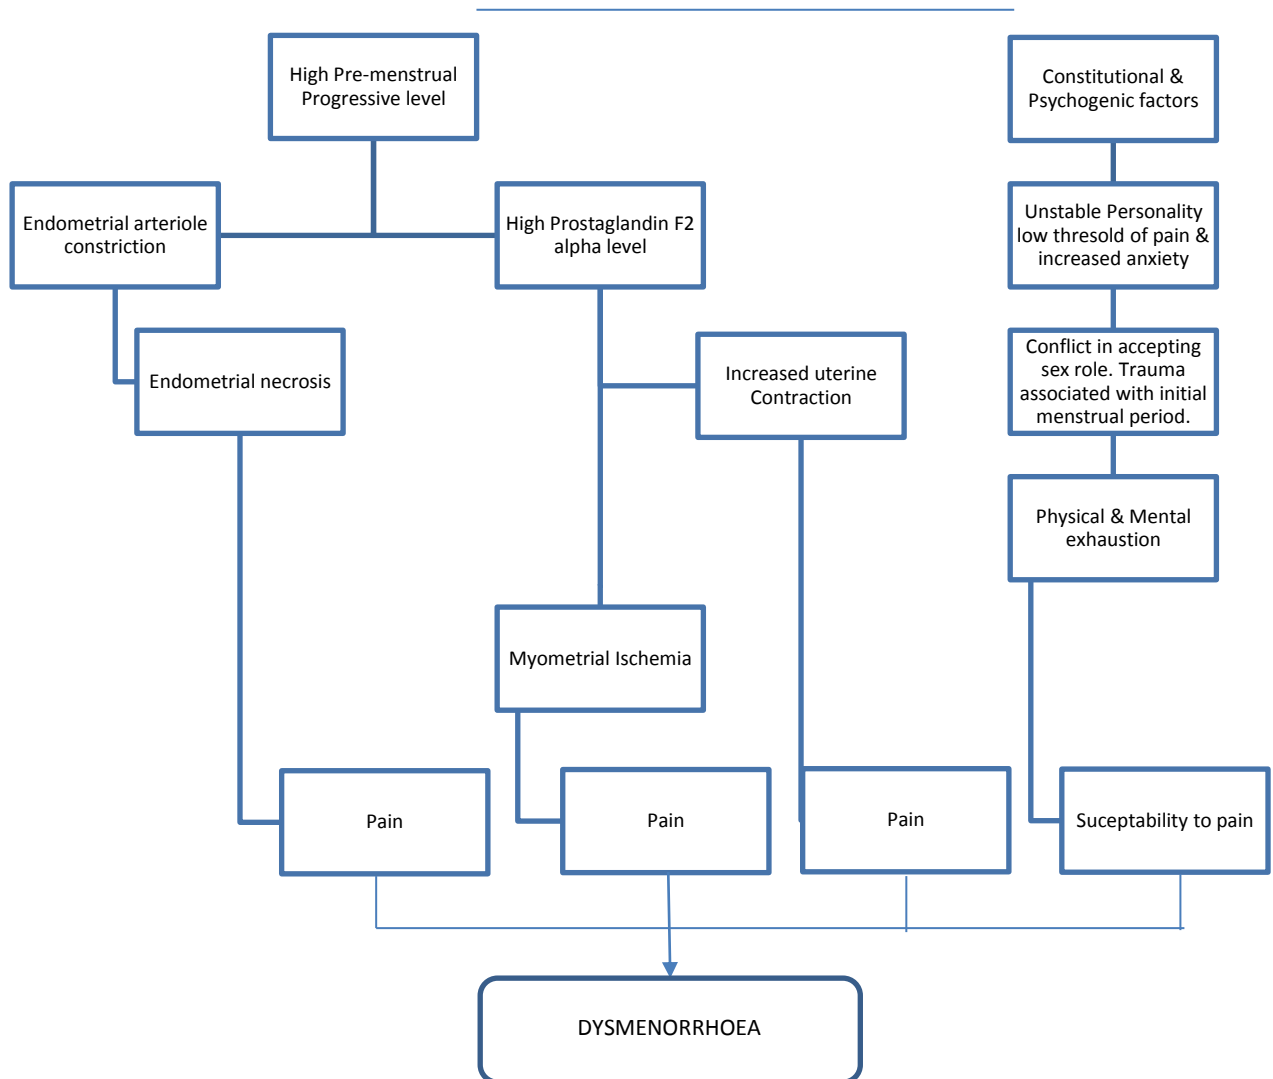 High Pre-menstrual
Progressive level
Constitutional &
Psychogenic factors
Endometrial arteriole
constriction
High Prostaglandin F2
alpha level
Unstable Personality
low thresold of pain &
increased anxiety
Endometrial necrosis
Increased uterine
Contraction
Conflict in accepting
sex role. Trauma
associated with initial
menstrual period.
Physical & Mental
exhaustion
Myometrial Ischemia
Pain
Pain
Pain
Suceptability to pain
DYSMENORRHOEA